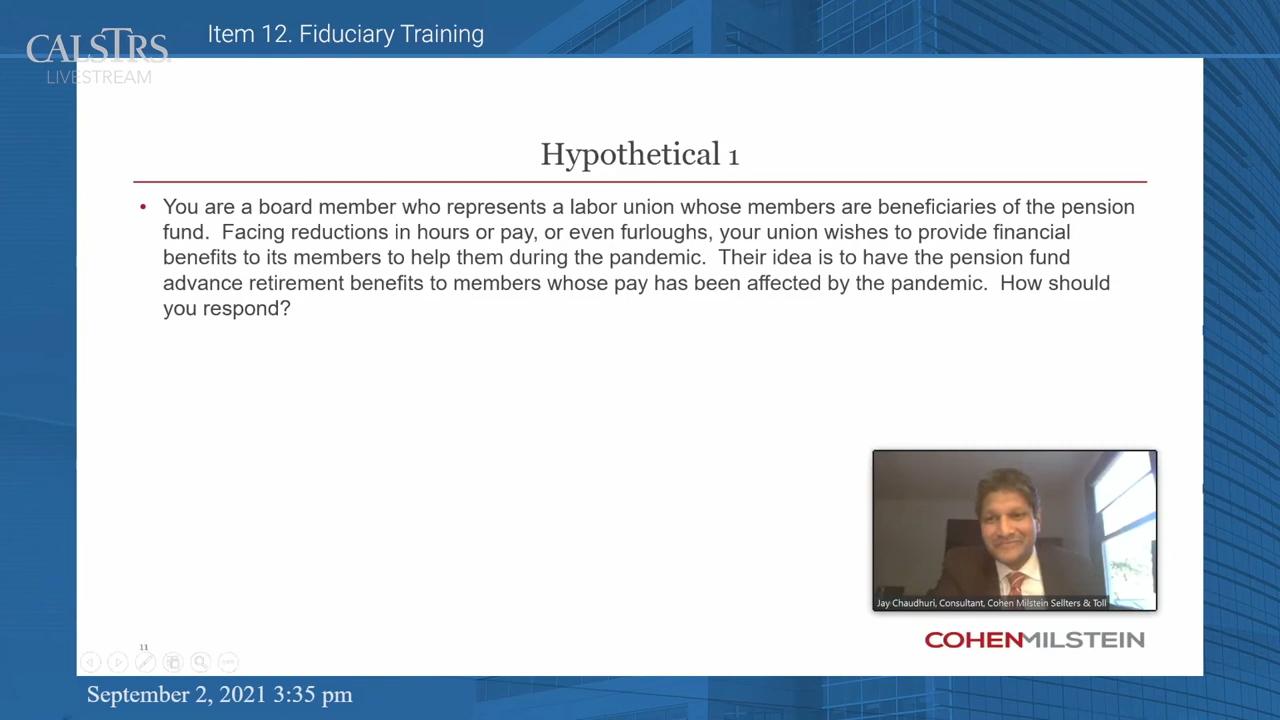 Item 12. Fiduciary Training
CALSTRS
LIVESTREAM
Hypothetical 1
• You are a board member who represents a labor union whose members are beneficiaries of the pension
fund.  Facing reductions in hours or pay, or even furloughs, your union wishes to provide financial
benefits to its members to help them during the pandemic.  Their idea is to have the pension fund
advance retirement benefits to members whose pay has been affected by the pandemic.  How should
you respond?
Jay Chaudhuri, Consultant, Cohen Milstein Sellters & Toll
COHENMILSTEIN
11
September 2, 2021 3:35 pm